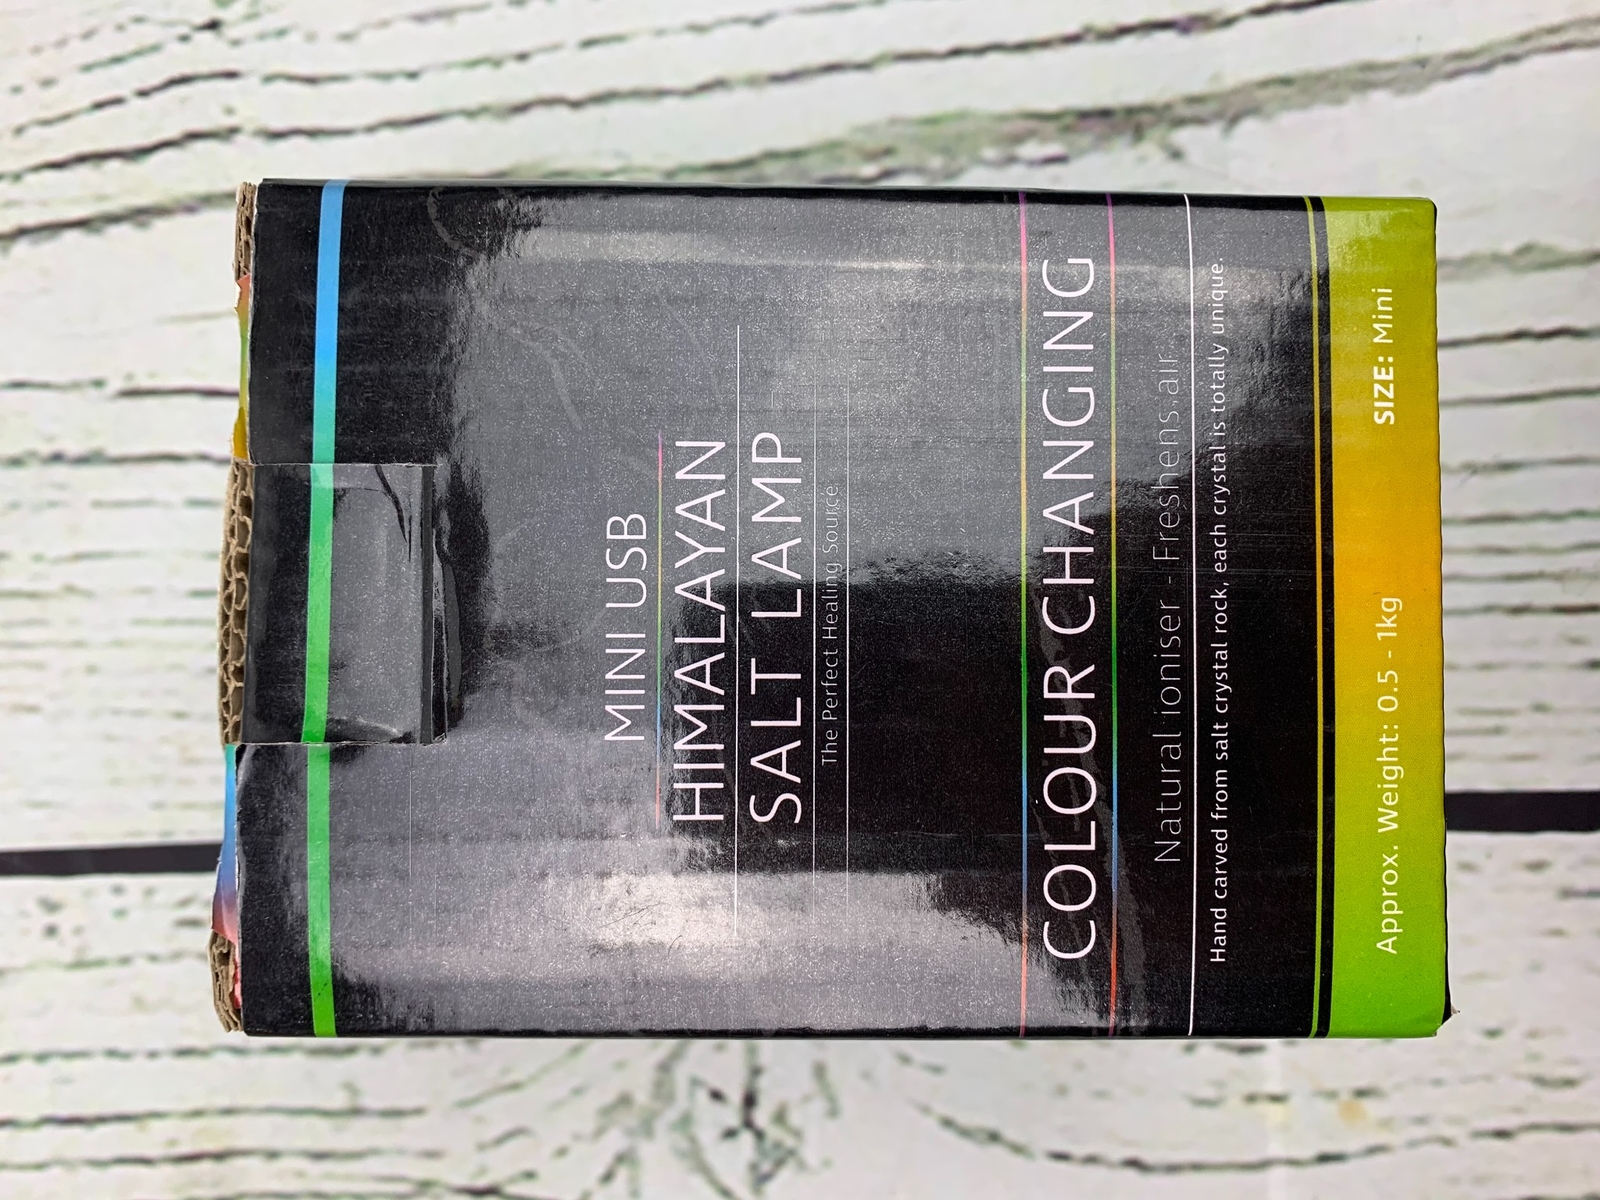 MINI USB
HIMALAYAN
SALT LAMP
The Perfect Healing Source.
COLOUR CHANGING
Natural ioniser - Freshens air.
Hand carved from salt crystal rock, each crystal is totally unique.
Approx. Weight: 0.5 - 1kg SIZE: Mini